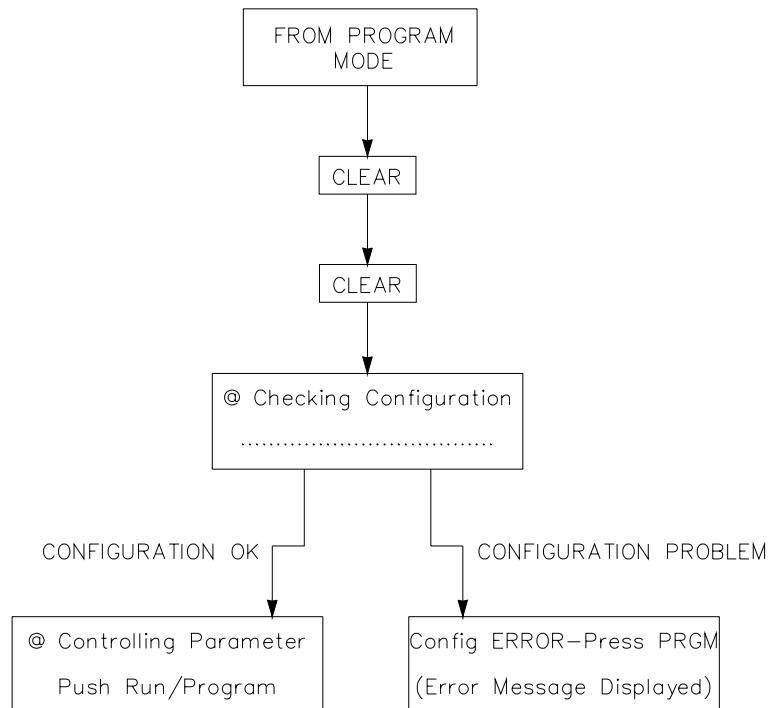 FROM PROGRAM
MODE
CLEAR
CLEAR
@ Checking Configuration
....................................
CONFIGURATION OK
CONFIGURATION PROBLEM
@ Controlling Parameter
Push Run/Program
Config ERROR-Press PRGM
(Error Message Displayed)